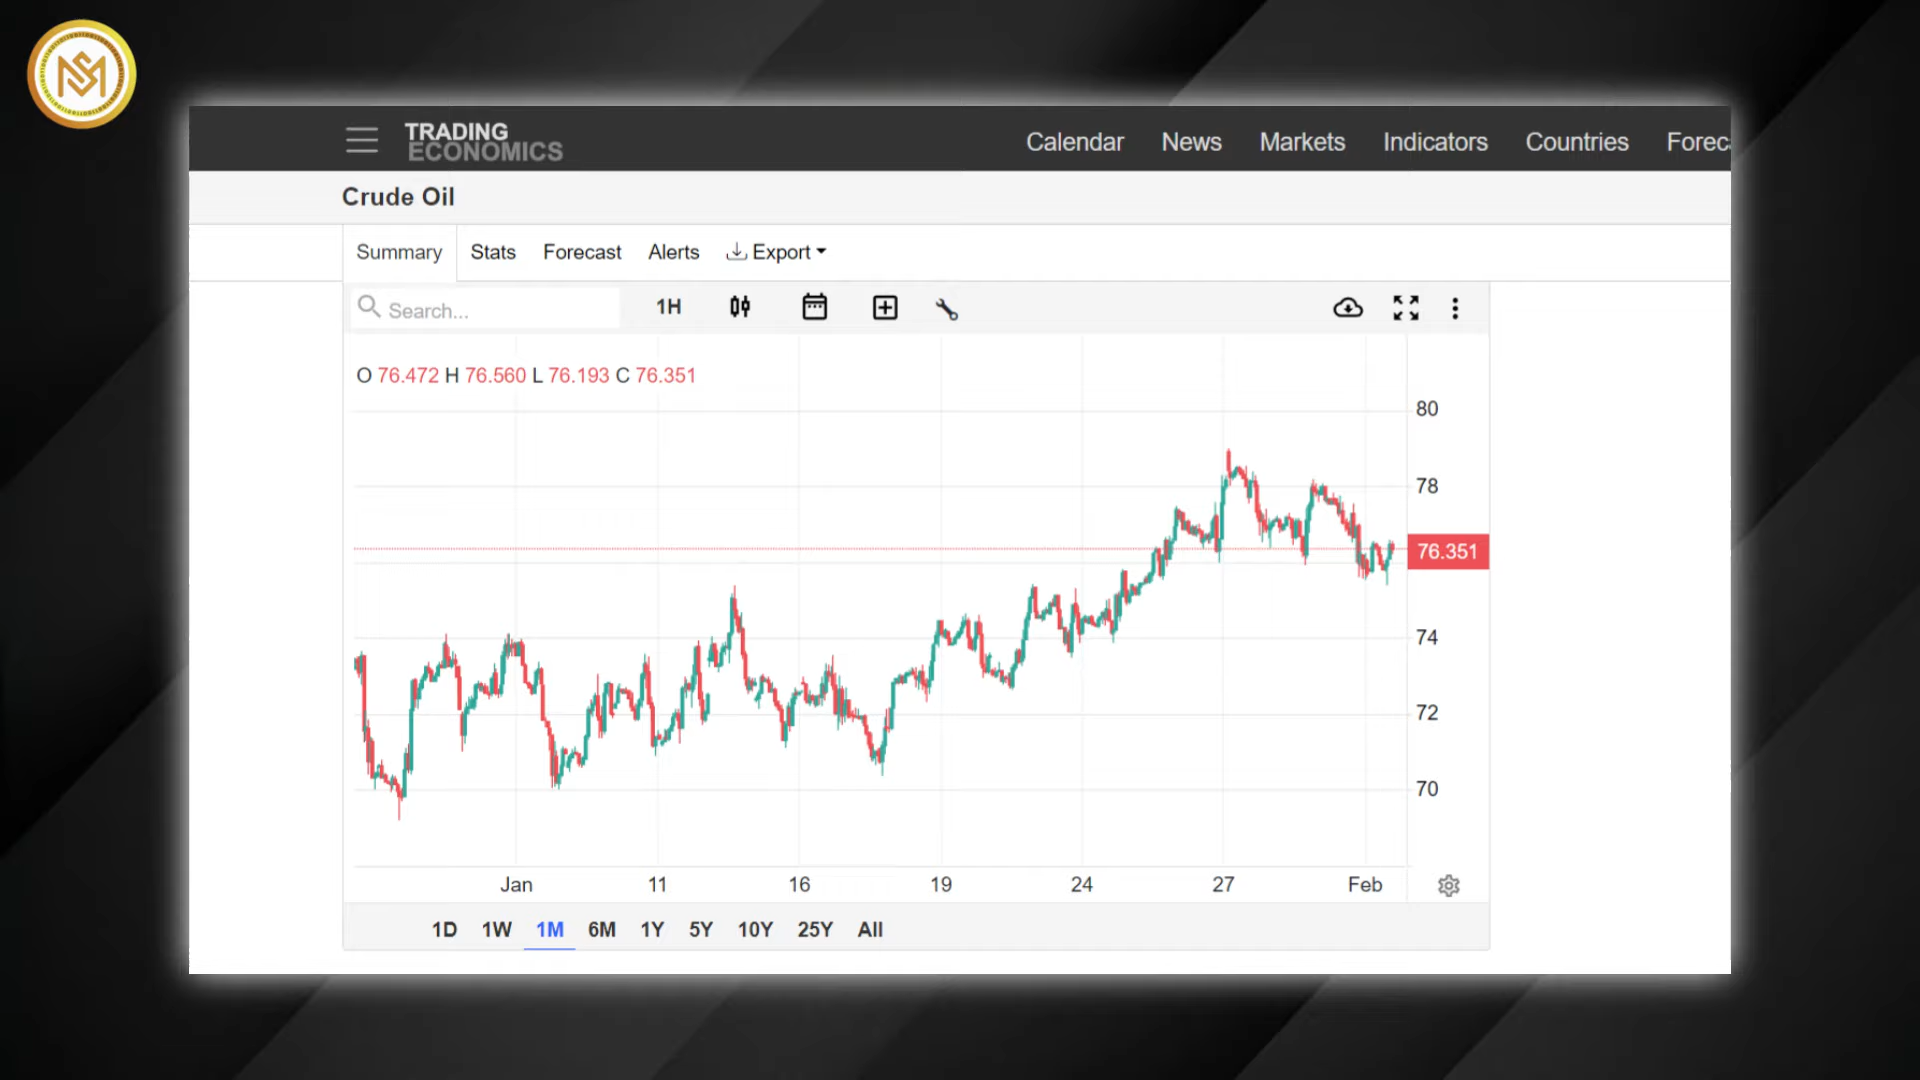 TRADING
ECONOMICS
Calendar News Markets Indicators Countries Forec
Crude Oil
Summary Stats Forecast Alerts Export
Search... 1H
O 76.472 H 76.560 L 76.193 C 76.351
80
78
76.351
74
72
70
Jan 11 16 19 24 27 Feb
1D 1W 1M 6M 1Y 5Y 10Y 25Y All